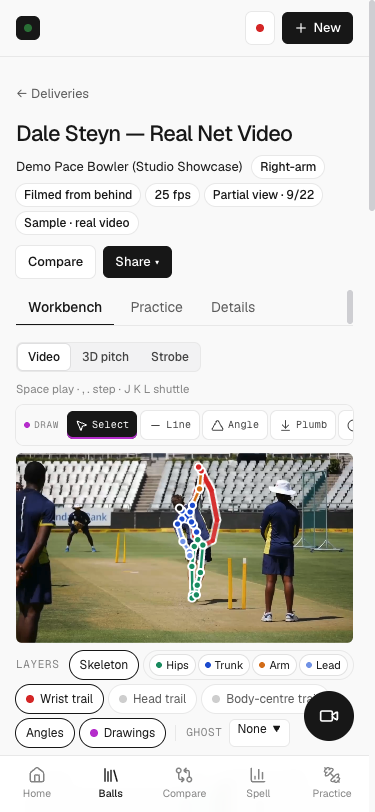 New
← Deliveries
Dale Steyn — Real Net Video
Demo Pace Bowler (Studio Showcase) Right-arm
Filmed from behind 25 fps Partial view · 9/22
Sample · real video
Compare Share ▾
Workbench Practice Details
Video 3D pitch Strobe
Space play · , . step · J K L shuttle
DRAW Select Line Angle Plumb
LAYERS Skeleton Hips Trunk Arm Lead
Wrist trail Head trail Body-centre
Angles Drawings GHOST None ▼
Home Balls Compare Spell Practice